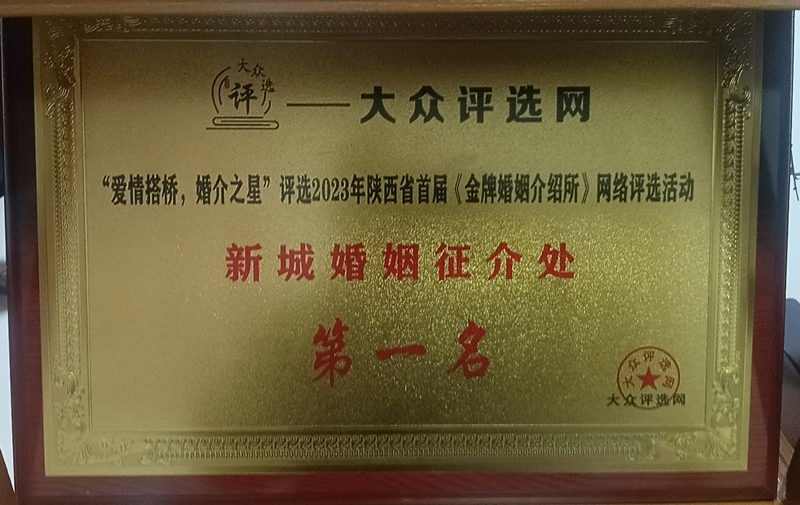 大众评选
——大众评选网
“爱情搭桥，婚介之星”评选2023年陕西省首届《金牌婚姻介绍所》网络评选活动
新城婚姻征介处
第一名
大众评选网
大众评选网